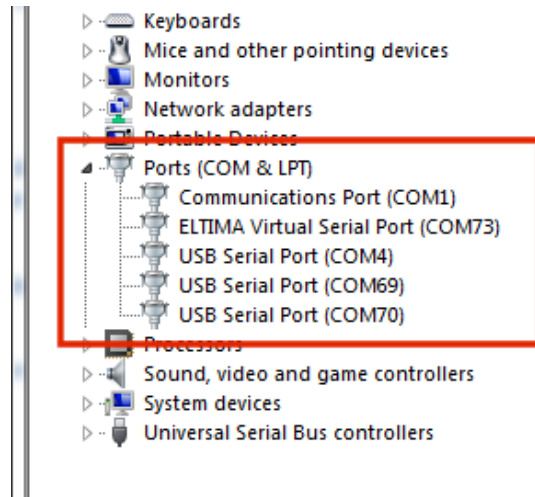 Keyboards
Mice and other pointing devices
Monitors
Network adapters
Portable Devices
Ports (COM & LPT)
Communications Port (COM1)
ELTIMA Virtual Serial Port (COM73)
USB Serial Port (COM4)
USB Serial Port (COM69)
USB Serial Port (COM70)
Processors
Sound, video and game controllers
System devices
Universal Serial Bus controllers